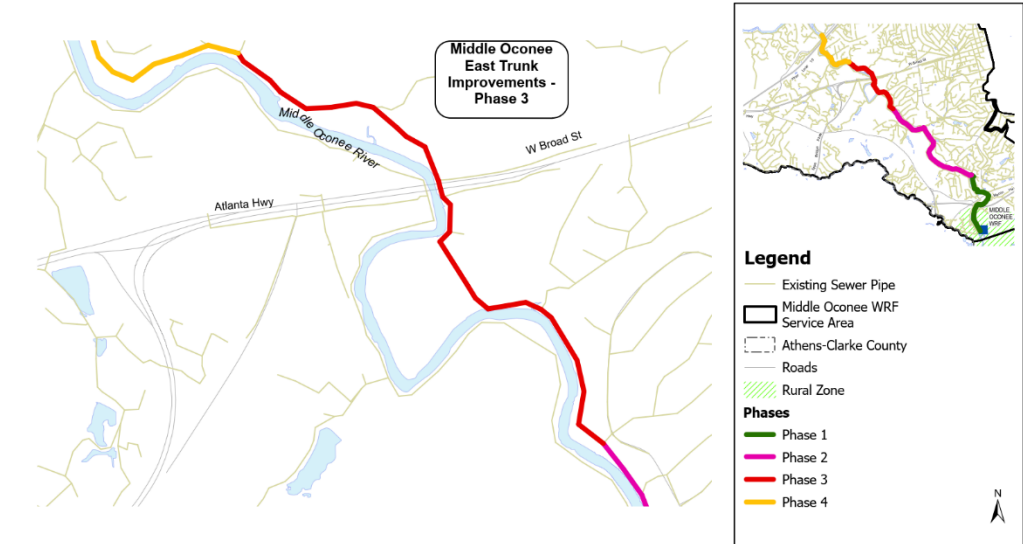 Middle Oconee
East Trunk
Improvements -
Phase 3
Middle Oconee River
W Broad St
Atlanta Hwy
MIDDLE
OCONEE
WRF
Legend
Existing Sewer Pipe
Middle Oconee WRF
Service Area
Athens-Clarke County
Roads
Rural Zone
Phases
Phase 1
Phase 2
Phase 3
Phase 4
N